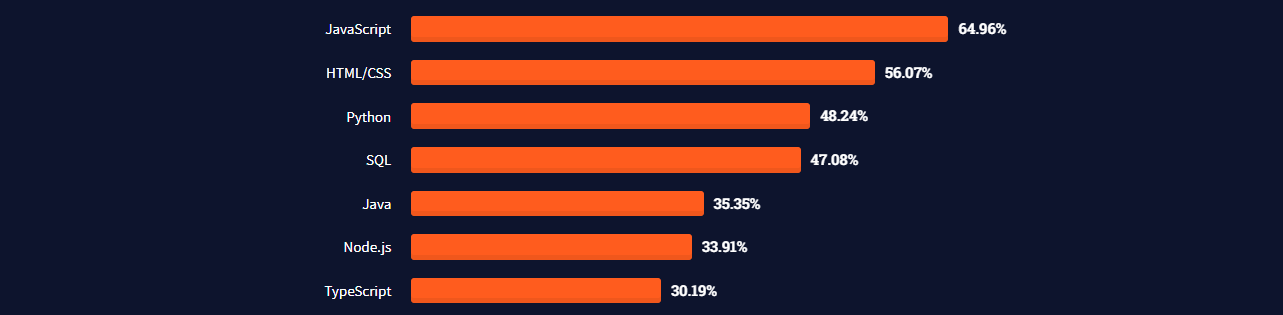 JavaScript 64.96%
HTML/CSS 56.07%
Python 48.24%
SQL 47.08%
Java 35.35%
Node.js 33.91%
TypeScript 30.19%